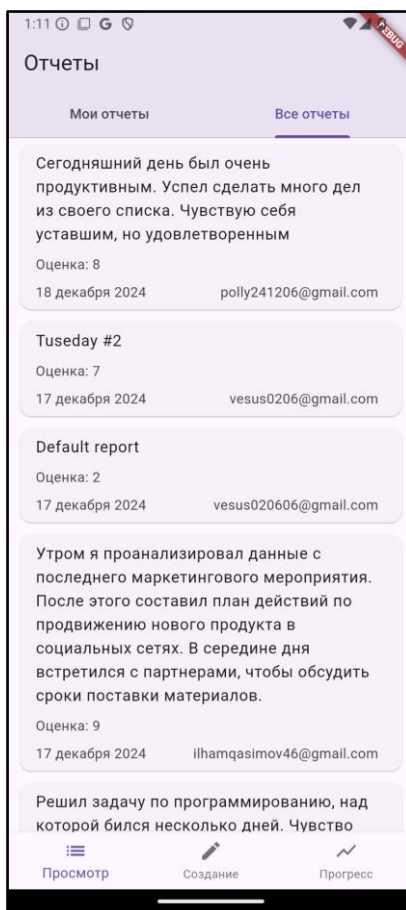 1:11
DEBUG
Отчеты
Мои отчеты
Все отчеты
Сегодняшний день был очень
продуктивным. Успел сделать много дел
из своего списка. Чувствую себя
уставшим, но удовлетворенным
Оценка: 8
18 декабря 2024
polly241206@gmail.com
Tuseday #2
Оценка: 7
17 декабря 2024
vesus0206@gmail.com
Default report
Оценка: 2
17 декабря 2024
vesus020606@gmail.com
Утром я проанализировал данные с
последнего маркетингового мероприятия.
После этого составил план действий по
продвижению нового продукта в
социальных сетях. В середине дня
встретился с партнерами, чтобы обсудить
сроки поставки материалов.
Оценка: 9
17 декабря 2024
ilhamqasimov46@gmail.com
Решил задачу по программированию, над
которой бился несколько дней. Чувство
Просмотр
Создание
Прогресс